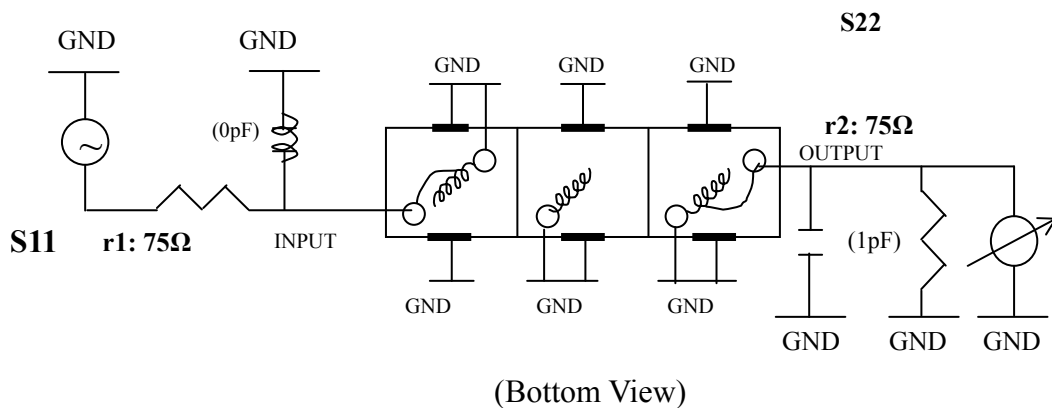 S22
GND
GND
GND
GND
GND
(0pF)
r2: 75Ω
OUTPUT
S11
r1: 75Ω
INPUT
(1pF)
GND
GND
GND
GND
GND
GND
(Bottom View)